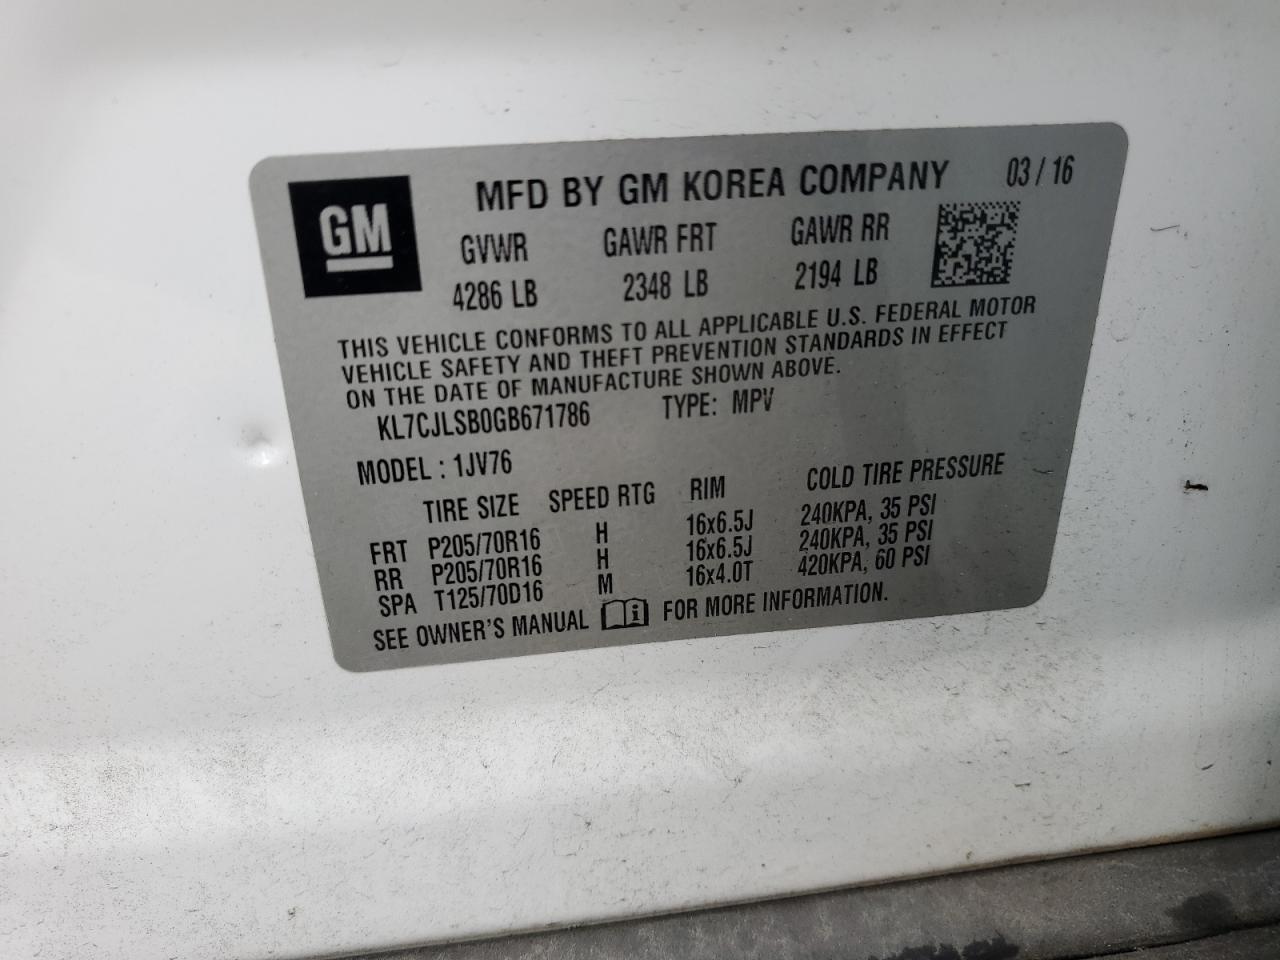 GM
MFD BY GM KOREA COMPANY 03 / 16
GVWR GAWR FRT GAWR RR
4286 LB 2348 LB 2194 LB
THIS VEHICLE CONFORMS TO ALL APPLICABLE U.S. FEDERAL MOTOR
VEHICLE SAFETY AND THEFT PREVENTION STANDARDS IN EFFECT
ON THE DATE OF MANUFACTURE SHOWN ABOVE.
KL7CJLSB0GB671786 TYPE: MPV
MODEL : 1JV76
TIRE SIZE SPEED RTG RIM COLD TIRE PRESSURE
FRT P205/70R16 H 16x6.5J 240KPA, 35 PSI
RR P205/70R16 H 16x6.5J 240KPA, 35 PSI
SPA T125/70D16 M 16x4.0T 420KPA, 60 PSI
SEE OWNER'S MANUAL i FOR MORE INFORMATION.